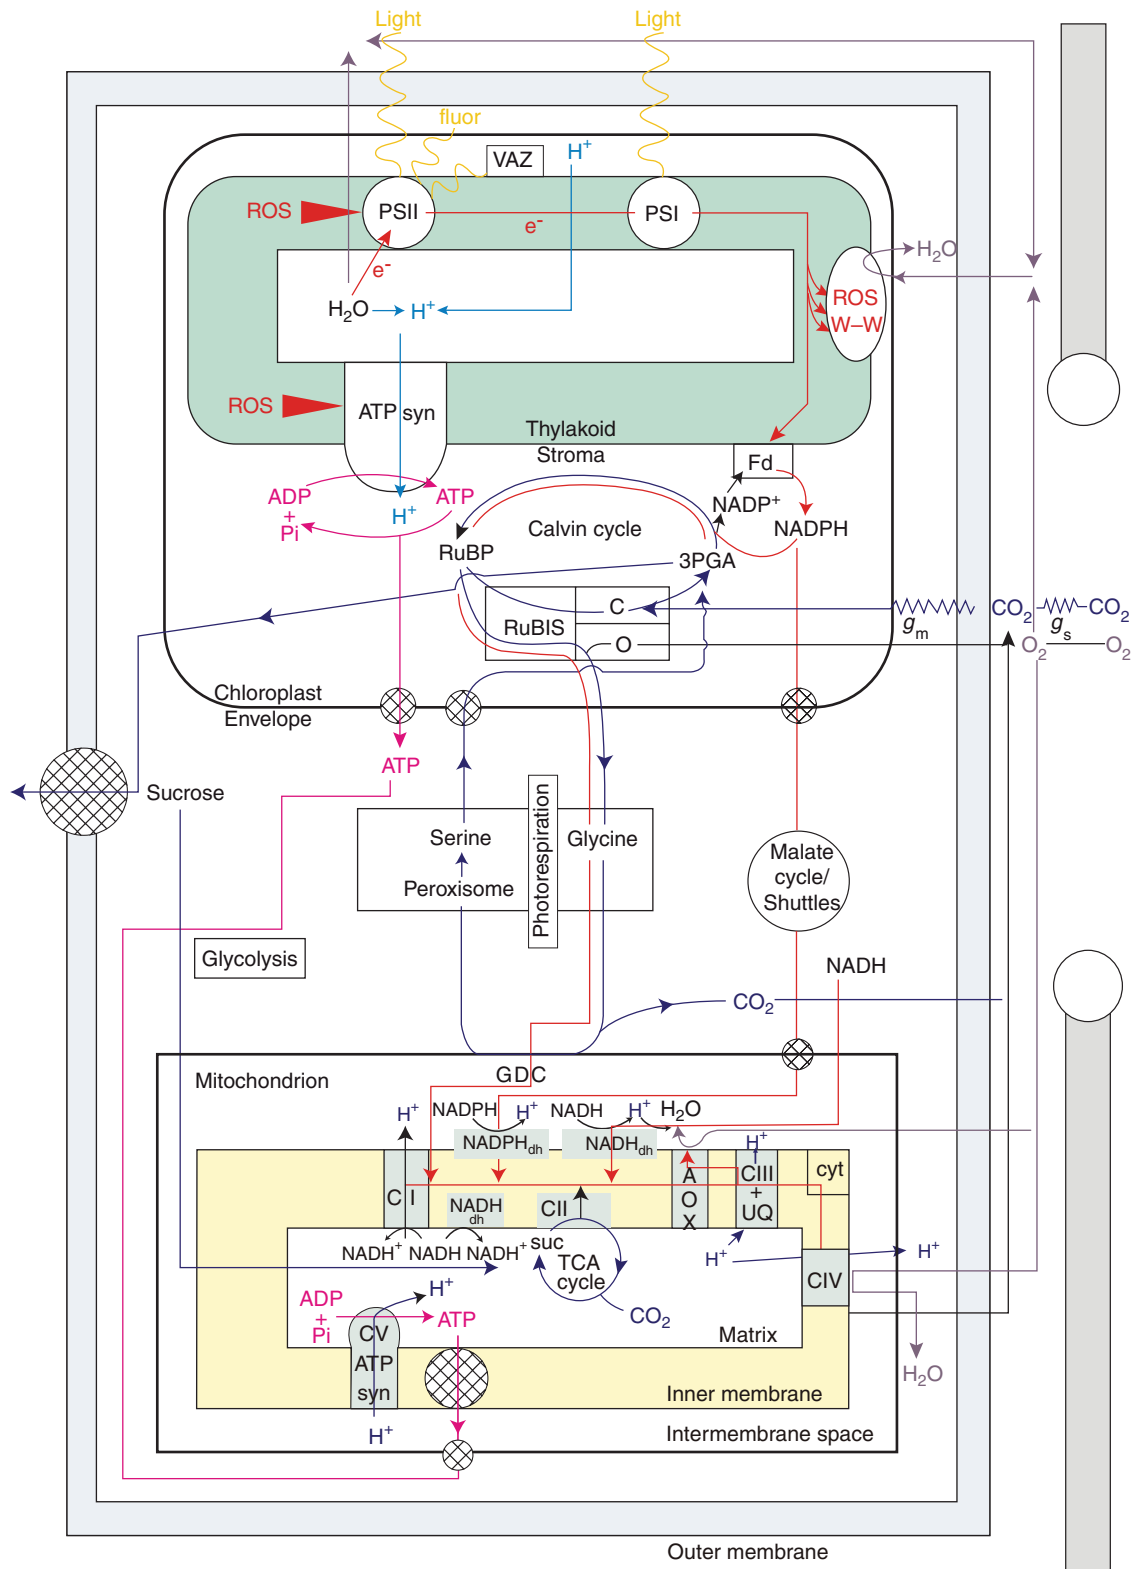 Light
Light
fluor
VAZ
H+
ROS
PSII
PSI
e-
e-
H2O
H2O
H+
ROS
W–W
ROS
ATP syn
Thylakoid
Stroma
Fd
ADP
+
Pi
ATP
H+
NADP+
NADPH
Calvin cycle
RuBP
3PGA
RuBIS
C
O
gm
CO2
gs
CO2
O2
O2
Chloroplast
Envelope
ATP
Sucrose
Serine
Peroxisome
Photorespiration
Glycine
Malate
cycle/
Shuttles
Glycolysis
NADH
CO2
Mitochondrion
GDC
H+
NADPH
H+
NADH
H+
H2O
NADPHdh
NADHdh
H+
cyt
CI
NADH
dh
CII
AOX
CIII
+
UQ
NADH+
NADH
NADH+
suc
TCA
cycle
H+
H+
CIV
ADP
+
Pi
H+
ATP
CO2
CV
ATP
syn
Matrix
H2O
Inner membrane
H+
Intermembrane space
Outer membrane